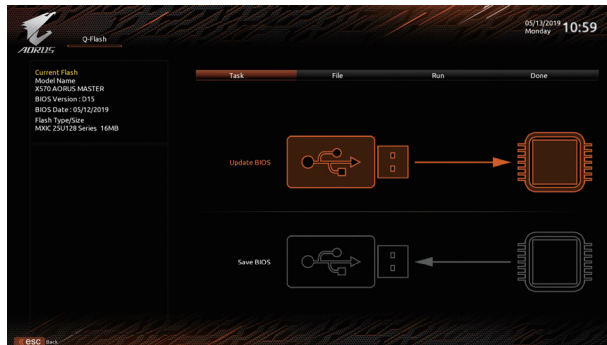 AORUS
Q-Flash
05/13/2019
Monday
10:59
Current Flash
Model Name
X570 AORUS MASTER
BIOS Version : D15
BIOS Date : 05/12/2019
Flash Type/Size
MXIC 25U128 Series 16MB
Task File Run Done
Update BIOS
Save BIOS
esc Back